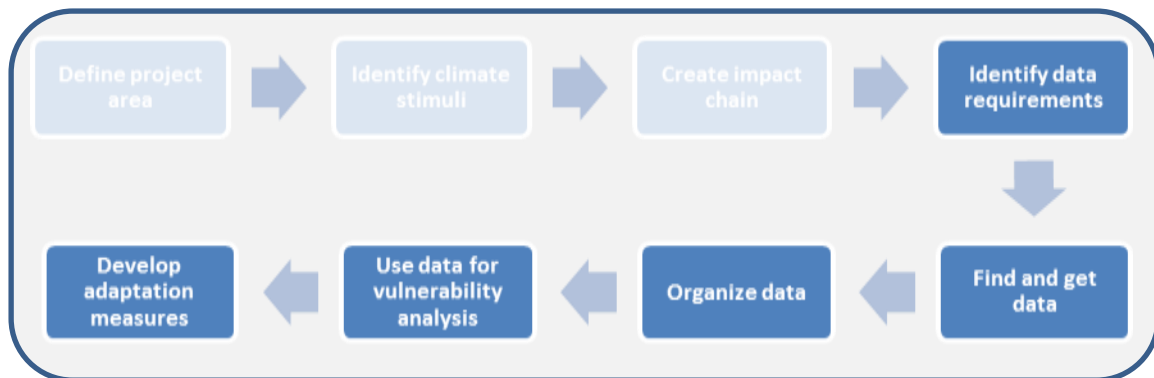 Define project
area
Identify climate
stimuli
Create impact
chain
Identify data
requirements
Find and get
data
Organize data
Use data for
vulnerability
analysis
Develop
adaptation
measures